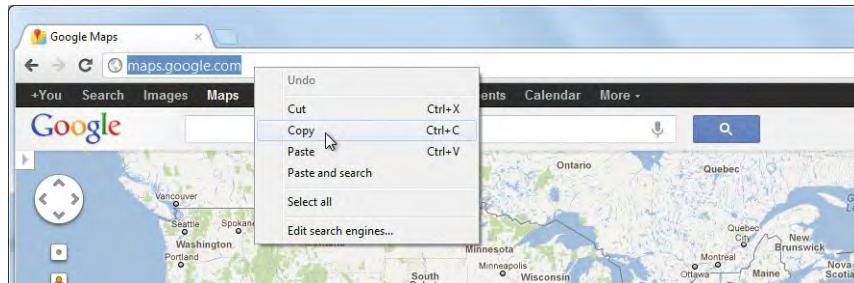 Google Maps
maps.google.com
+You Search Images Maps Calendar More
Google
Undo
Cut Ctrl+X
Copy Ctrl+C
Paste Ctrl+V
Paste and search
Select all
Edit search engines...
Ontario
Quebec
Vancouver
Seattle Spokane
Washington
Portland
Minnesota
Minneapolis
Wisconsin
South
Quebec
City
New
Brunswick
Montreal
Ottawa
Maine
Nova
Scotia